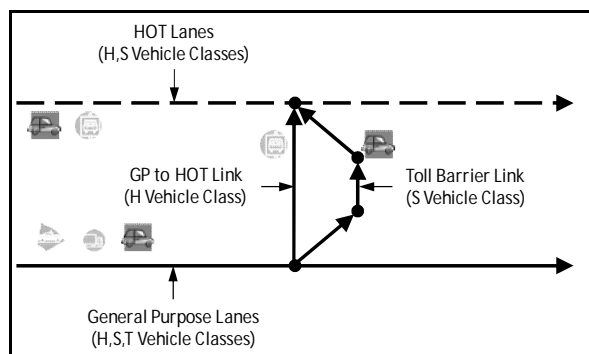 HOT Lanes
(H,S Vehicle Classes)
GP to HOT Link
(H Vehicle Class)
Toll Barrier Link
(S Vehicle Class)
General Purpose Lanes
(H,S,T Vehicle Classes)